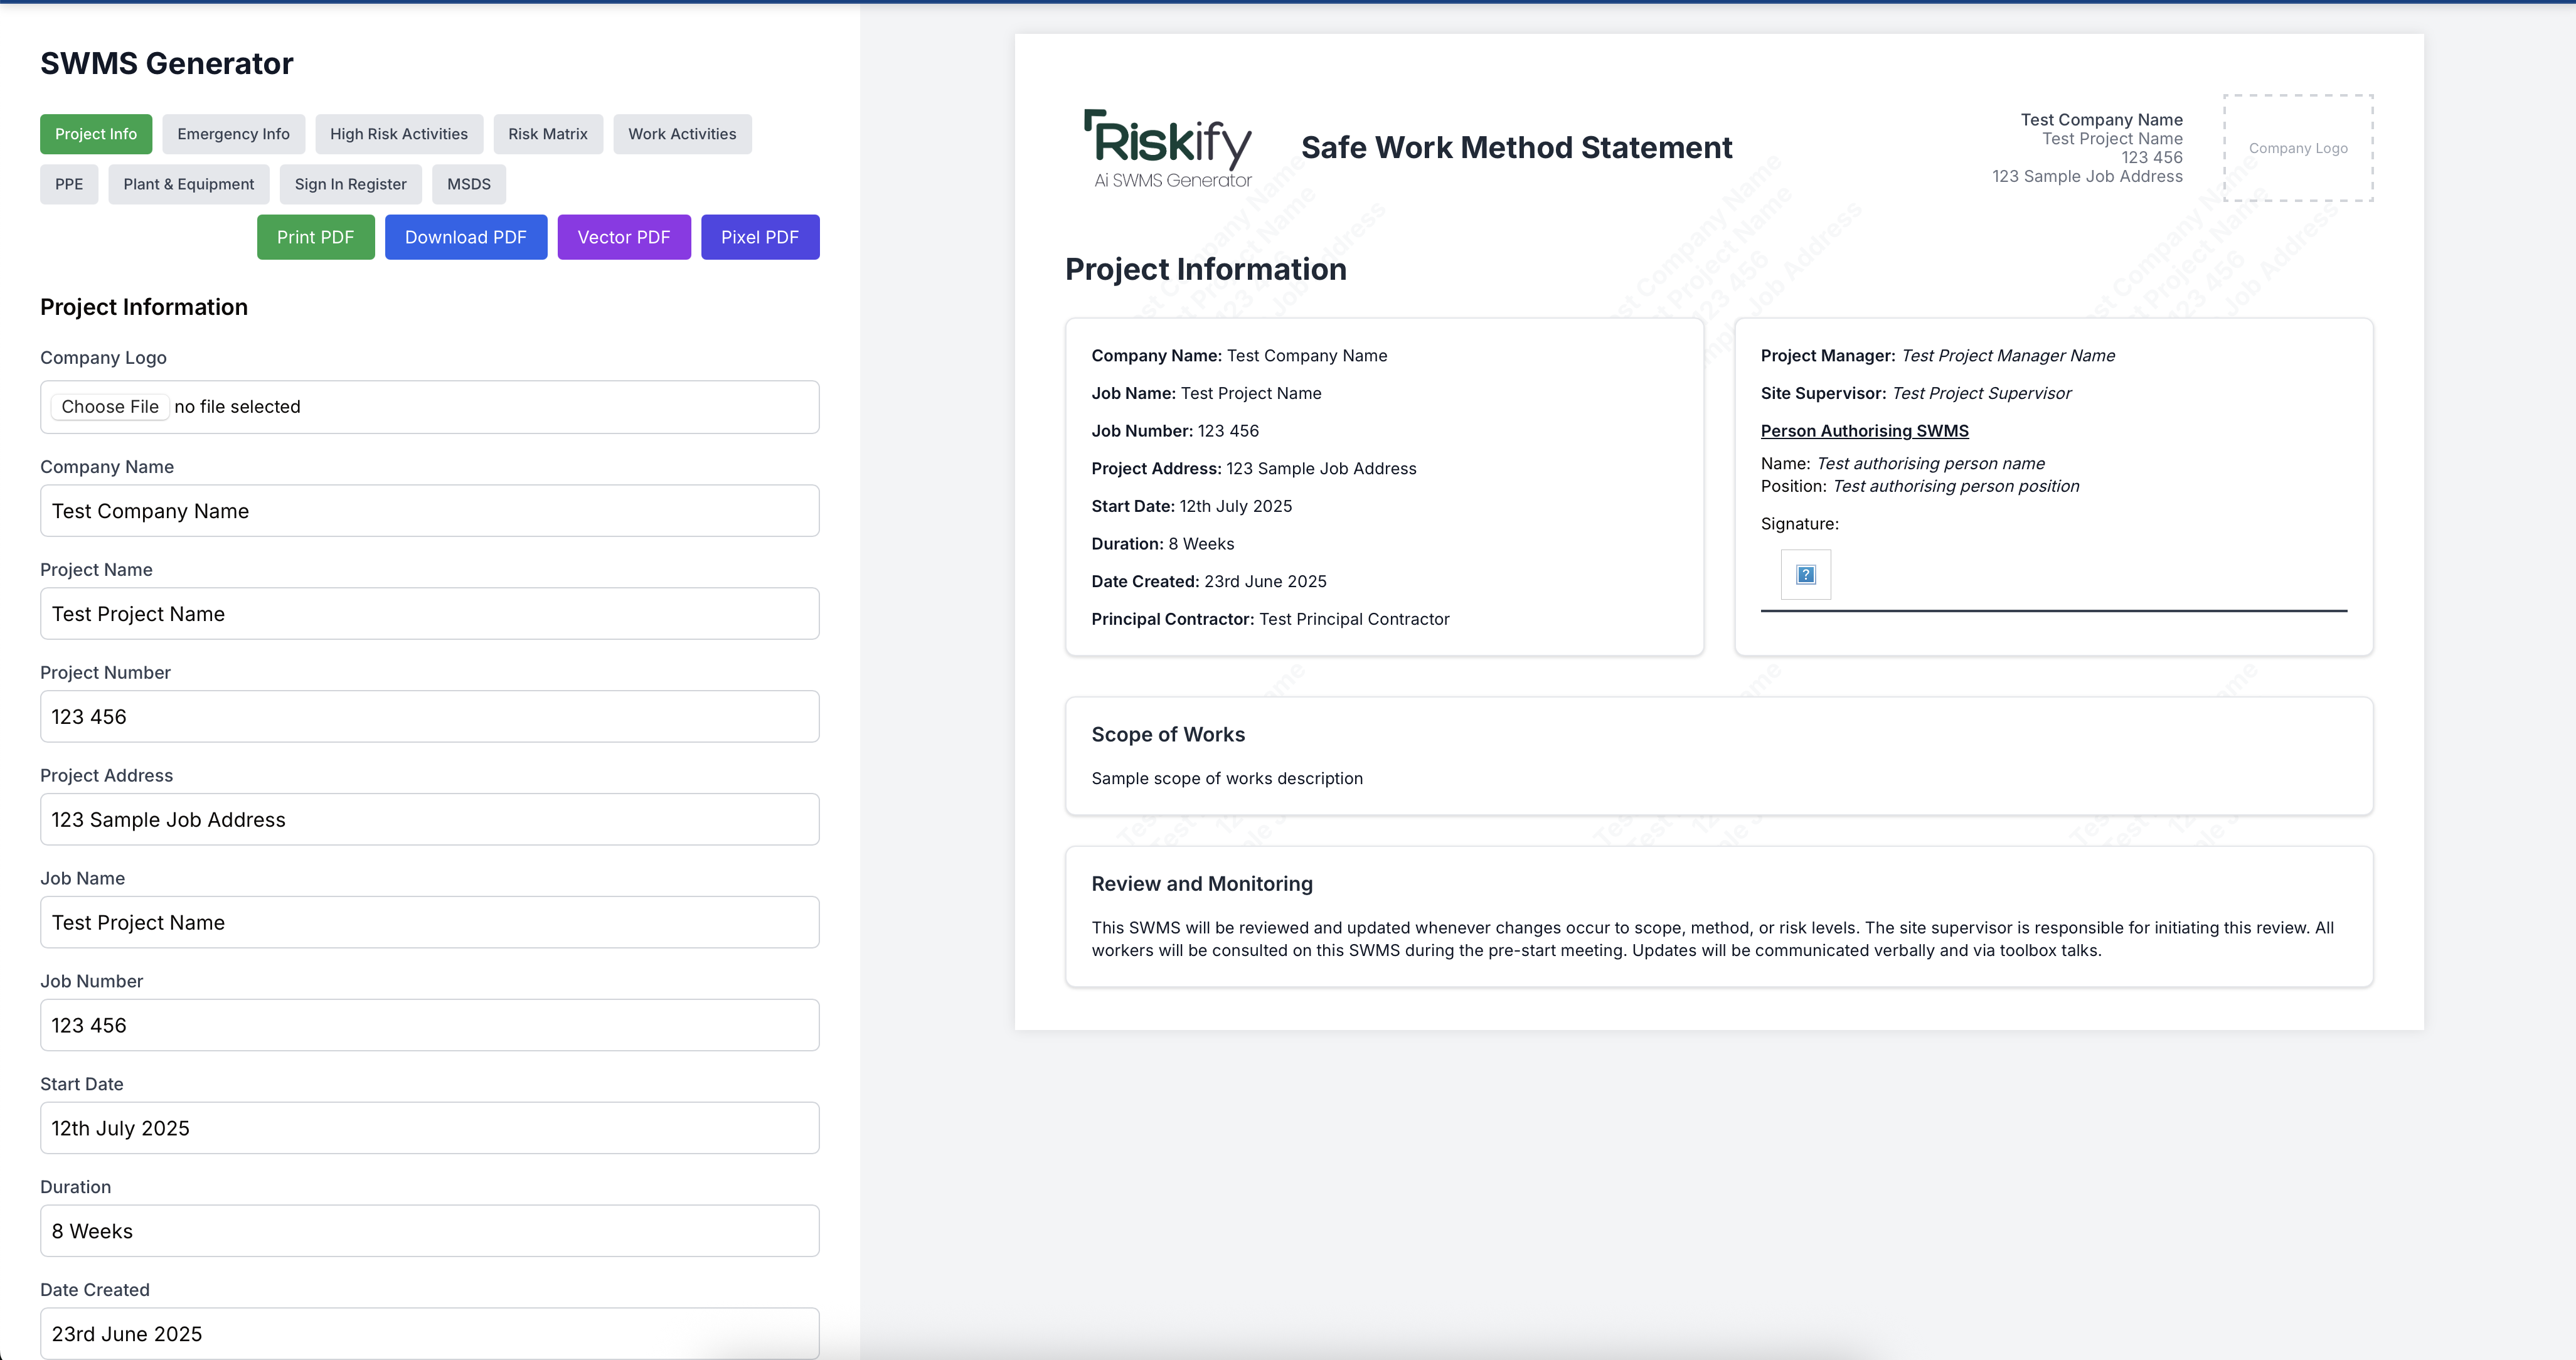 SWMS Generator
Project Info
Emergency Info
High Risk Activities
Risk Matrix
Work Activities
PPE
Plant & Equipment
Sign In Register
MSDS
Print PDF
Download PDF
Vector PDF
Pixel PDF
Project Information
Company Logo
Choose File no file selected
Company Name
Test Company Name
Project Name
Test Project Name
Project Number
123 456
Project Address
123 Sample Job Address
Job Name
Test Project Name
Job Number
123 456
Start Date
12th July 2025
Duration
8 Weeks
Date Created
23rd June 2025
Riskify
Ai SWMS Generator
Safe Work Method Statement
Test Company Name
Test Project Name
123 456
123 Sample Job Address
Company Logo
Project Information
Company Name: Test Company Name
Job Name: Test Project Name
Job Number: 123 456
Project Address: 123 Sample Job Address
Start Date: 12th July 2025
Duration: 8 Weeks
Date Created: 23rd June 2025
Principal Contractor: Test Principal Contractor
Project Manager: Test Project Manager Name
Site Supervisor: Test Project Supervisor
Person Authorising SWMS
Name: Test authorising person name
Position: Test authorising person position
Signature:
?
Scope of Works
Sample scope of works description
Review and Monitoring
This SWMS will be reviewed and updated whenever changes occur to scope, method, or risk levels. The site supervisor is responsible for initiating this review. All
workers will be consulted on this SWMS during the pre-start meeting. Updates will be communicated verbally and via toolbox talks.